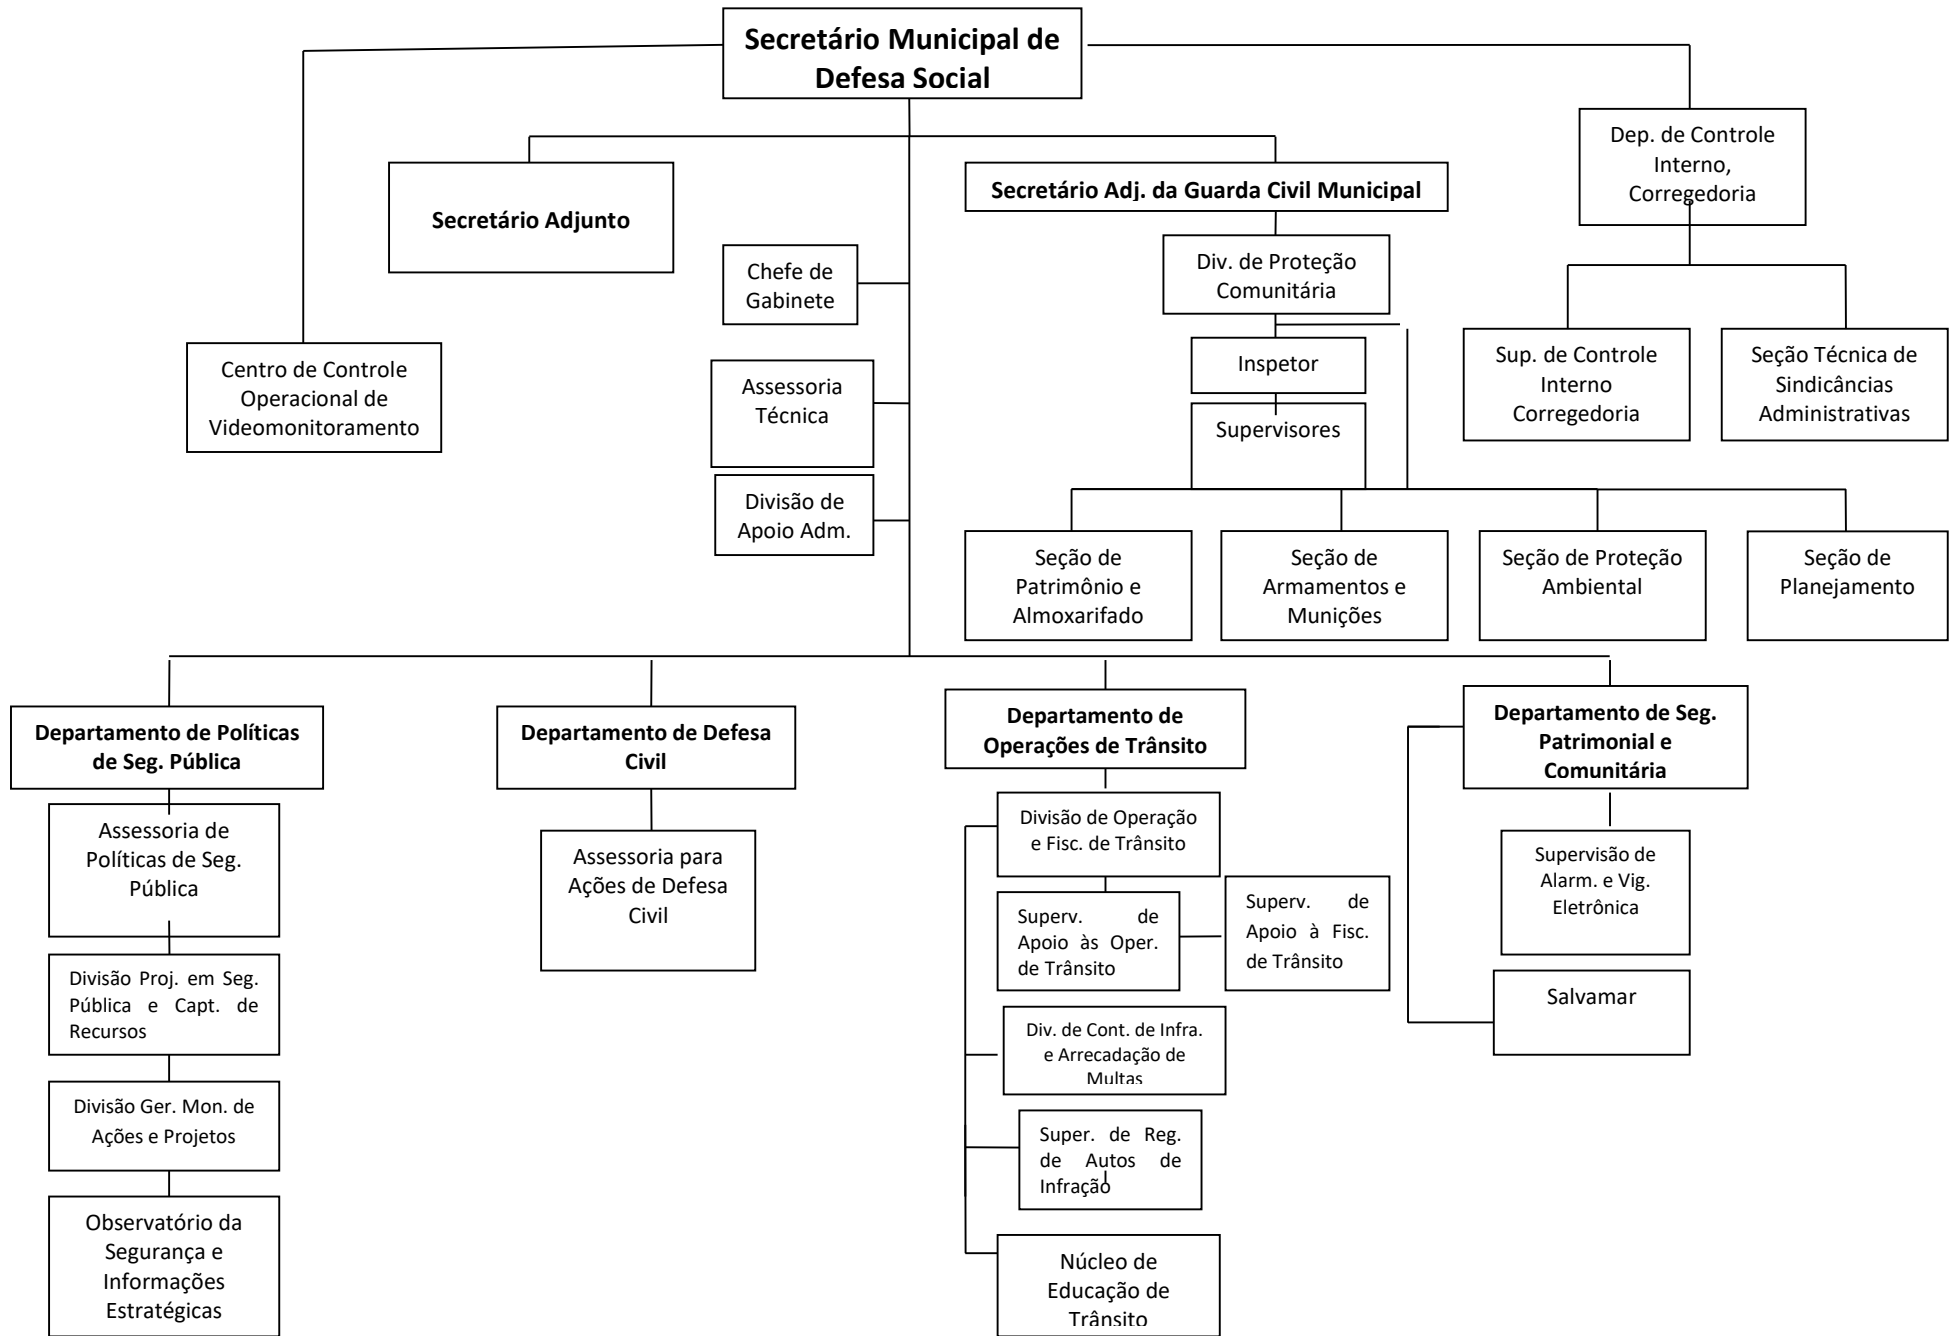 Secretário Municipal de
Defesa Social
Dep. de Controle
Interno,
Corregedoria
Secretário Adjunto
Secretário Adj. da Guarda Civil Municipal
Chefe de
Gabinete
Div. de Proteção
Comunitária
Centro de Controle
Operacional de
Videomonitoramento
Assessoria
Técnica
Inspetor
Supervisores
Sup. de Controle
Interno
Corregedoria
Seção Técnica de
Sindicâncias
Administrativas
Divisão de
Apoio Adm.
Seção de
Patrimônio e
Almoxarifado
Seção de
Armamentos e
Munições
Seção de Proteção
Ambiental
Seção de
Planejamento
Departamento de Políticas
de Seg. Pública
Departamento de Defesa
Civil
Departamento de
Operações de Trânsito
Departamento de Seg.
Patrimonial e
Comunitária
Assessoria de
Políticas de Seg.
Pública
Divisão Proj. em Seg.
Pública e Capt. de
Recursos
Divisão Ger. Mon. de
Ações e Projetos
Observatório da
Segurança e
Informações
Estratégicas
Assessoria para
Ações de Defesa
Civil
Divisão de Operação
e Fisc. de Trânsito
Superv. de
Apoio às Oper.
de Trânsito
Superv. de
Apoio à Fisc.
de Trânsito
Div. de Cont. de Infra.
e Arrecadação de
Multas
Super. de Reg.
de Autos de
Infração
Núcleo de
Educação de
Trânsito
Supervisão de
Alarm. e Vig.
Eletrônica
Salvamar